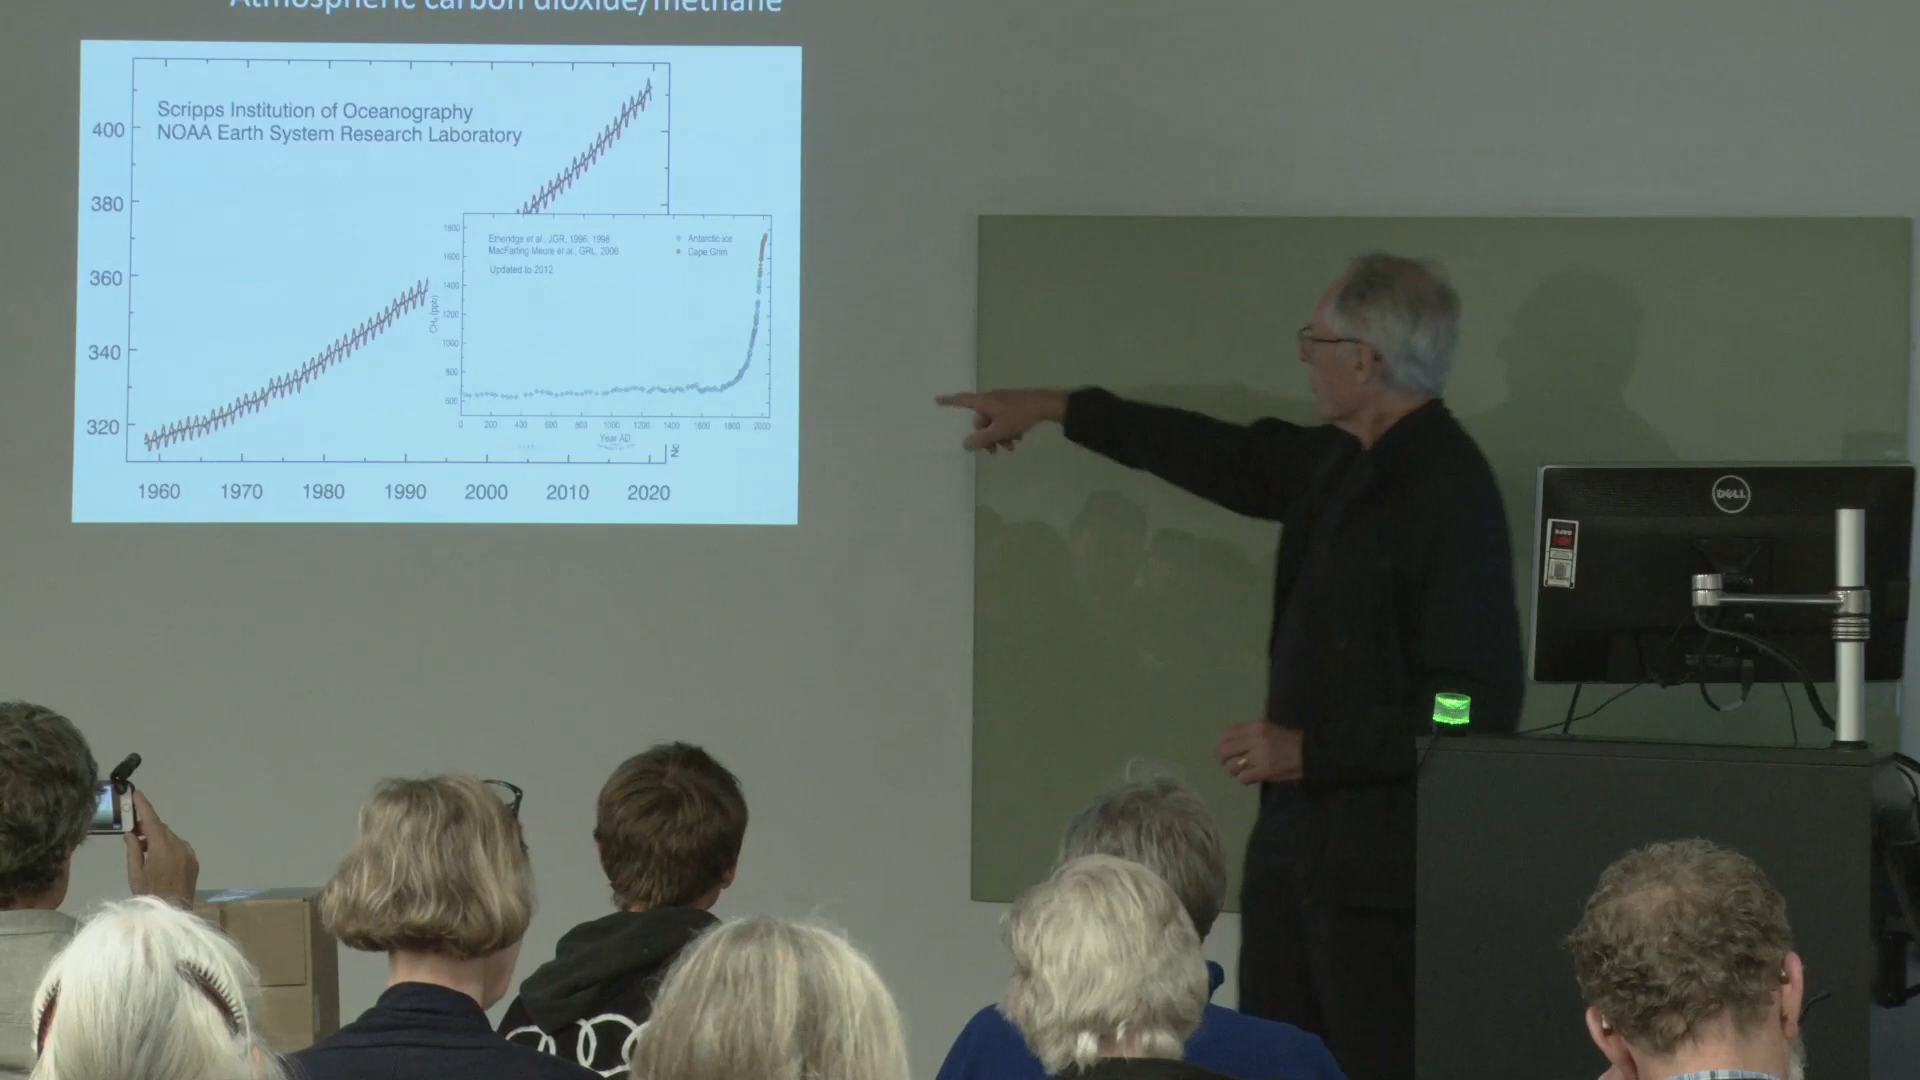 Atmospheric carbon dioxide/methane
Scripps Institution of Oceanography
NOAA Earth System Research Laboratory
400
380
360
340
320
1960 1970 1980 1990 2000 2010 2020
Etheridge et al., JGR, 1996, 1998
MacFarling Meure et al., GRL, 2006
Updated to 2012
Antarctic ice
Cape Grim
CH₄ (ppb)
1800
1600
1400
1200
1000
800
600
0 200 400 600 800 1000 1200 1400 1600 1800 2000
Year AD
DELL